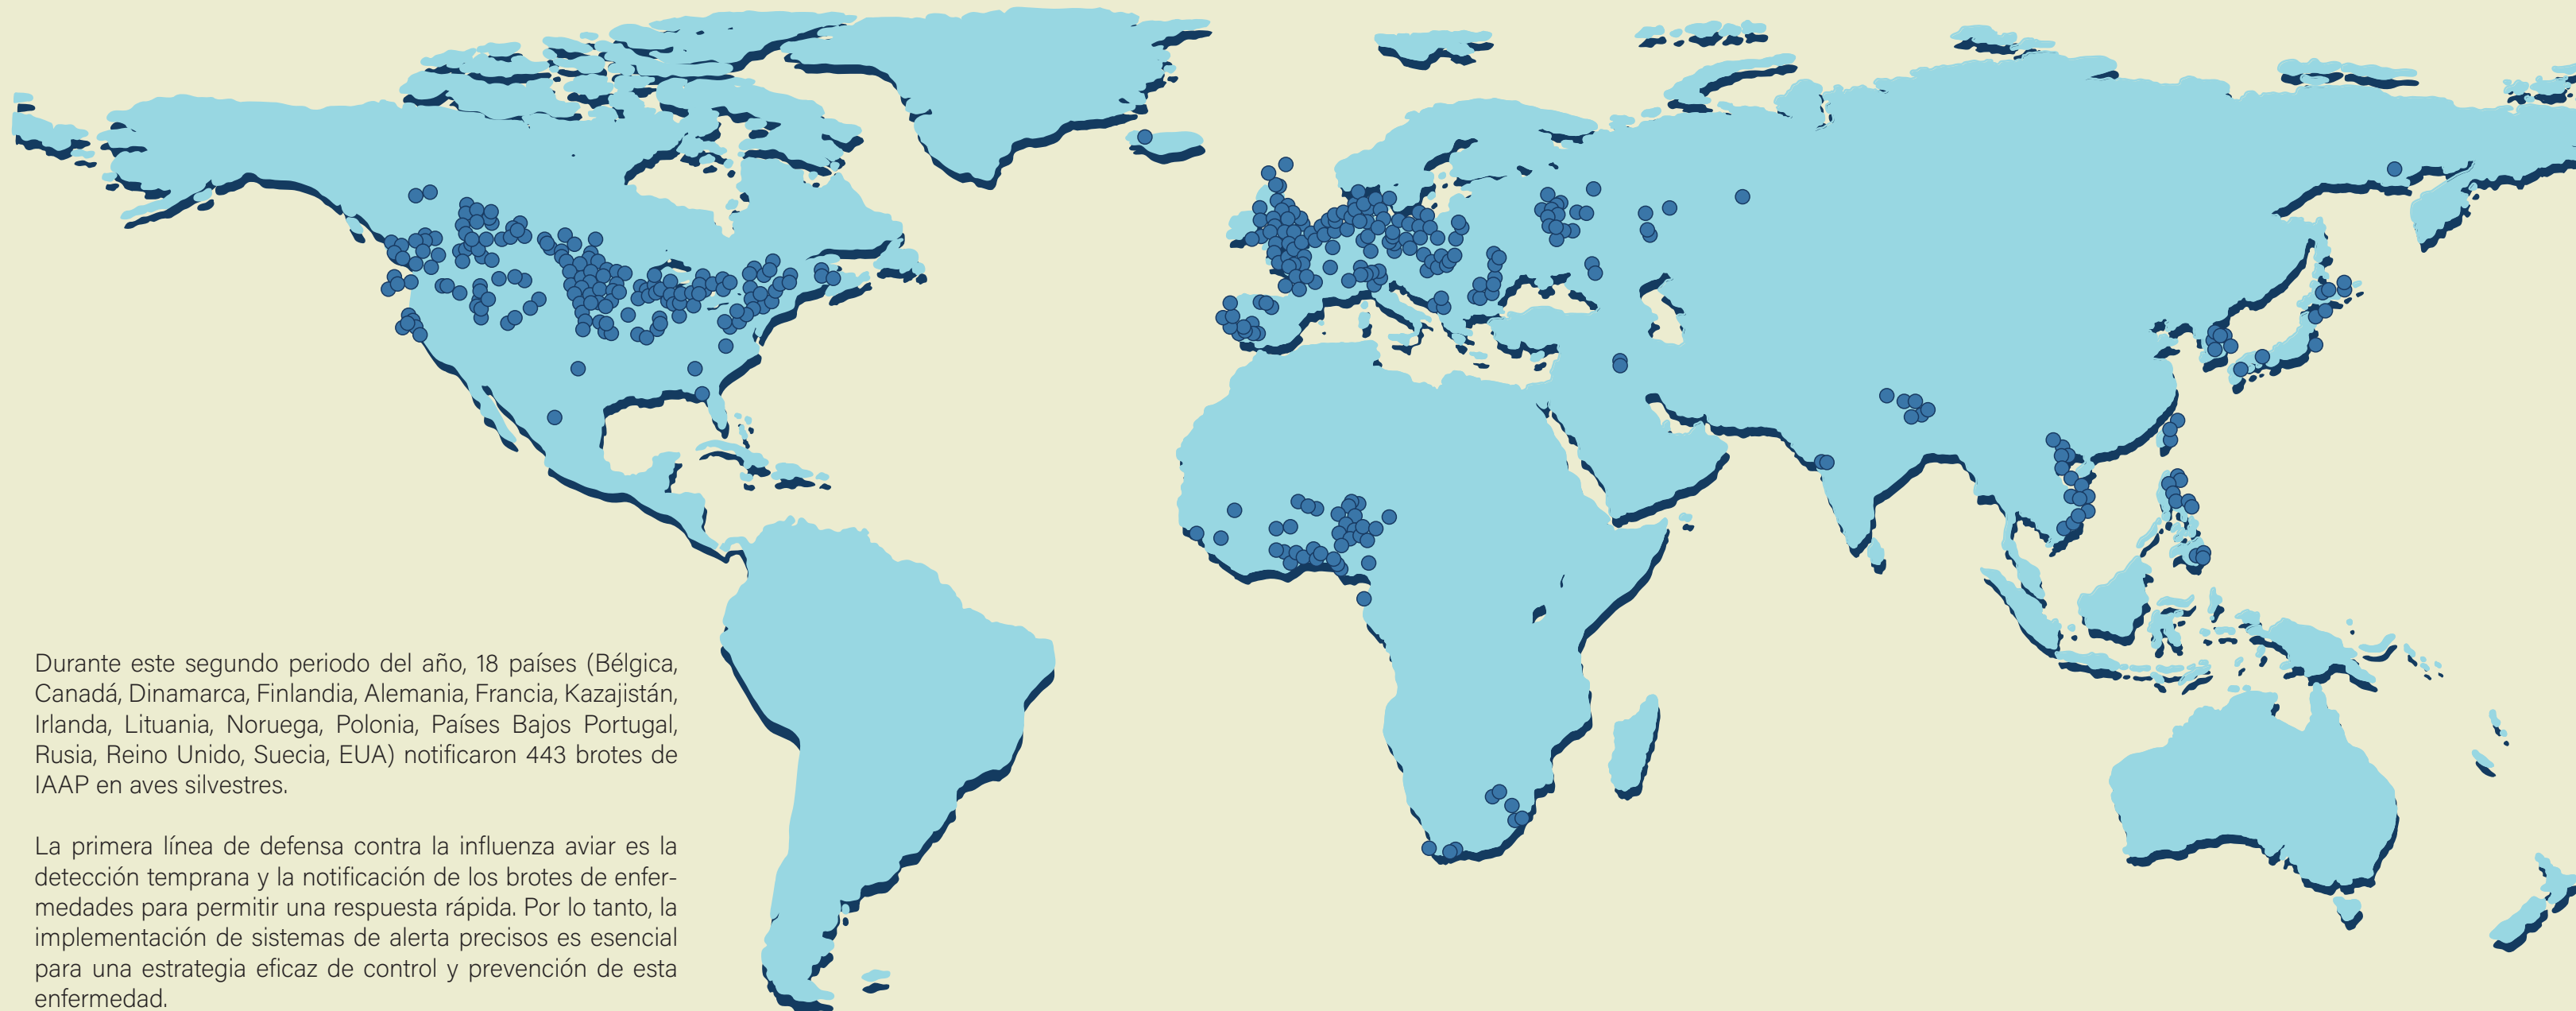 Durante este segundo periodo del año, 18 países (Bélgica,
Canadá, Dinamarca, Finlandia, Alemania, Francia, Kazajistán,
Irlanda, Lituania, Noruega, Polonia, Países Bajos Portugal,
Rusia, Reino Unido, Suecia, EUA) notificaron 443 brotes de
IAAP en aves silvestres.
La primera línea de defensa contra la influenza aviar es la
detección temprana y la notificación de los brotes de enfer-
medades para permitir una respuesta rápida. Por lo tanto, la
implementación de sistemas de alerta precisos es esencial
para una estrategia eficaz de control y prevención de esta
enfermedad.